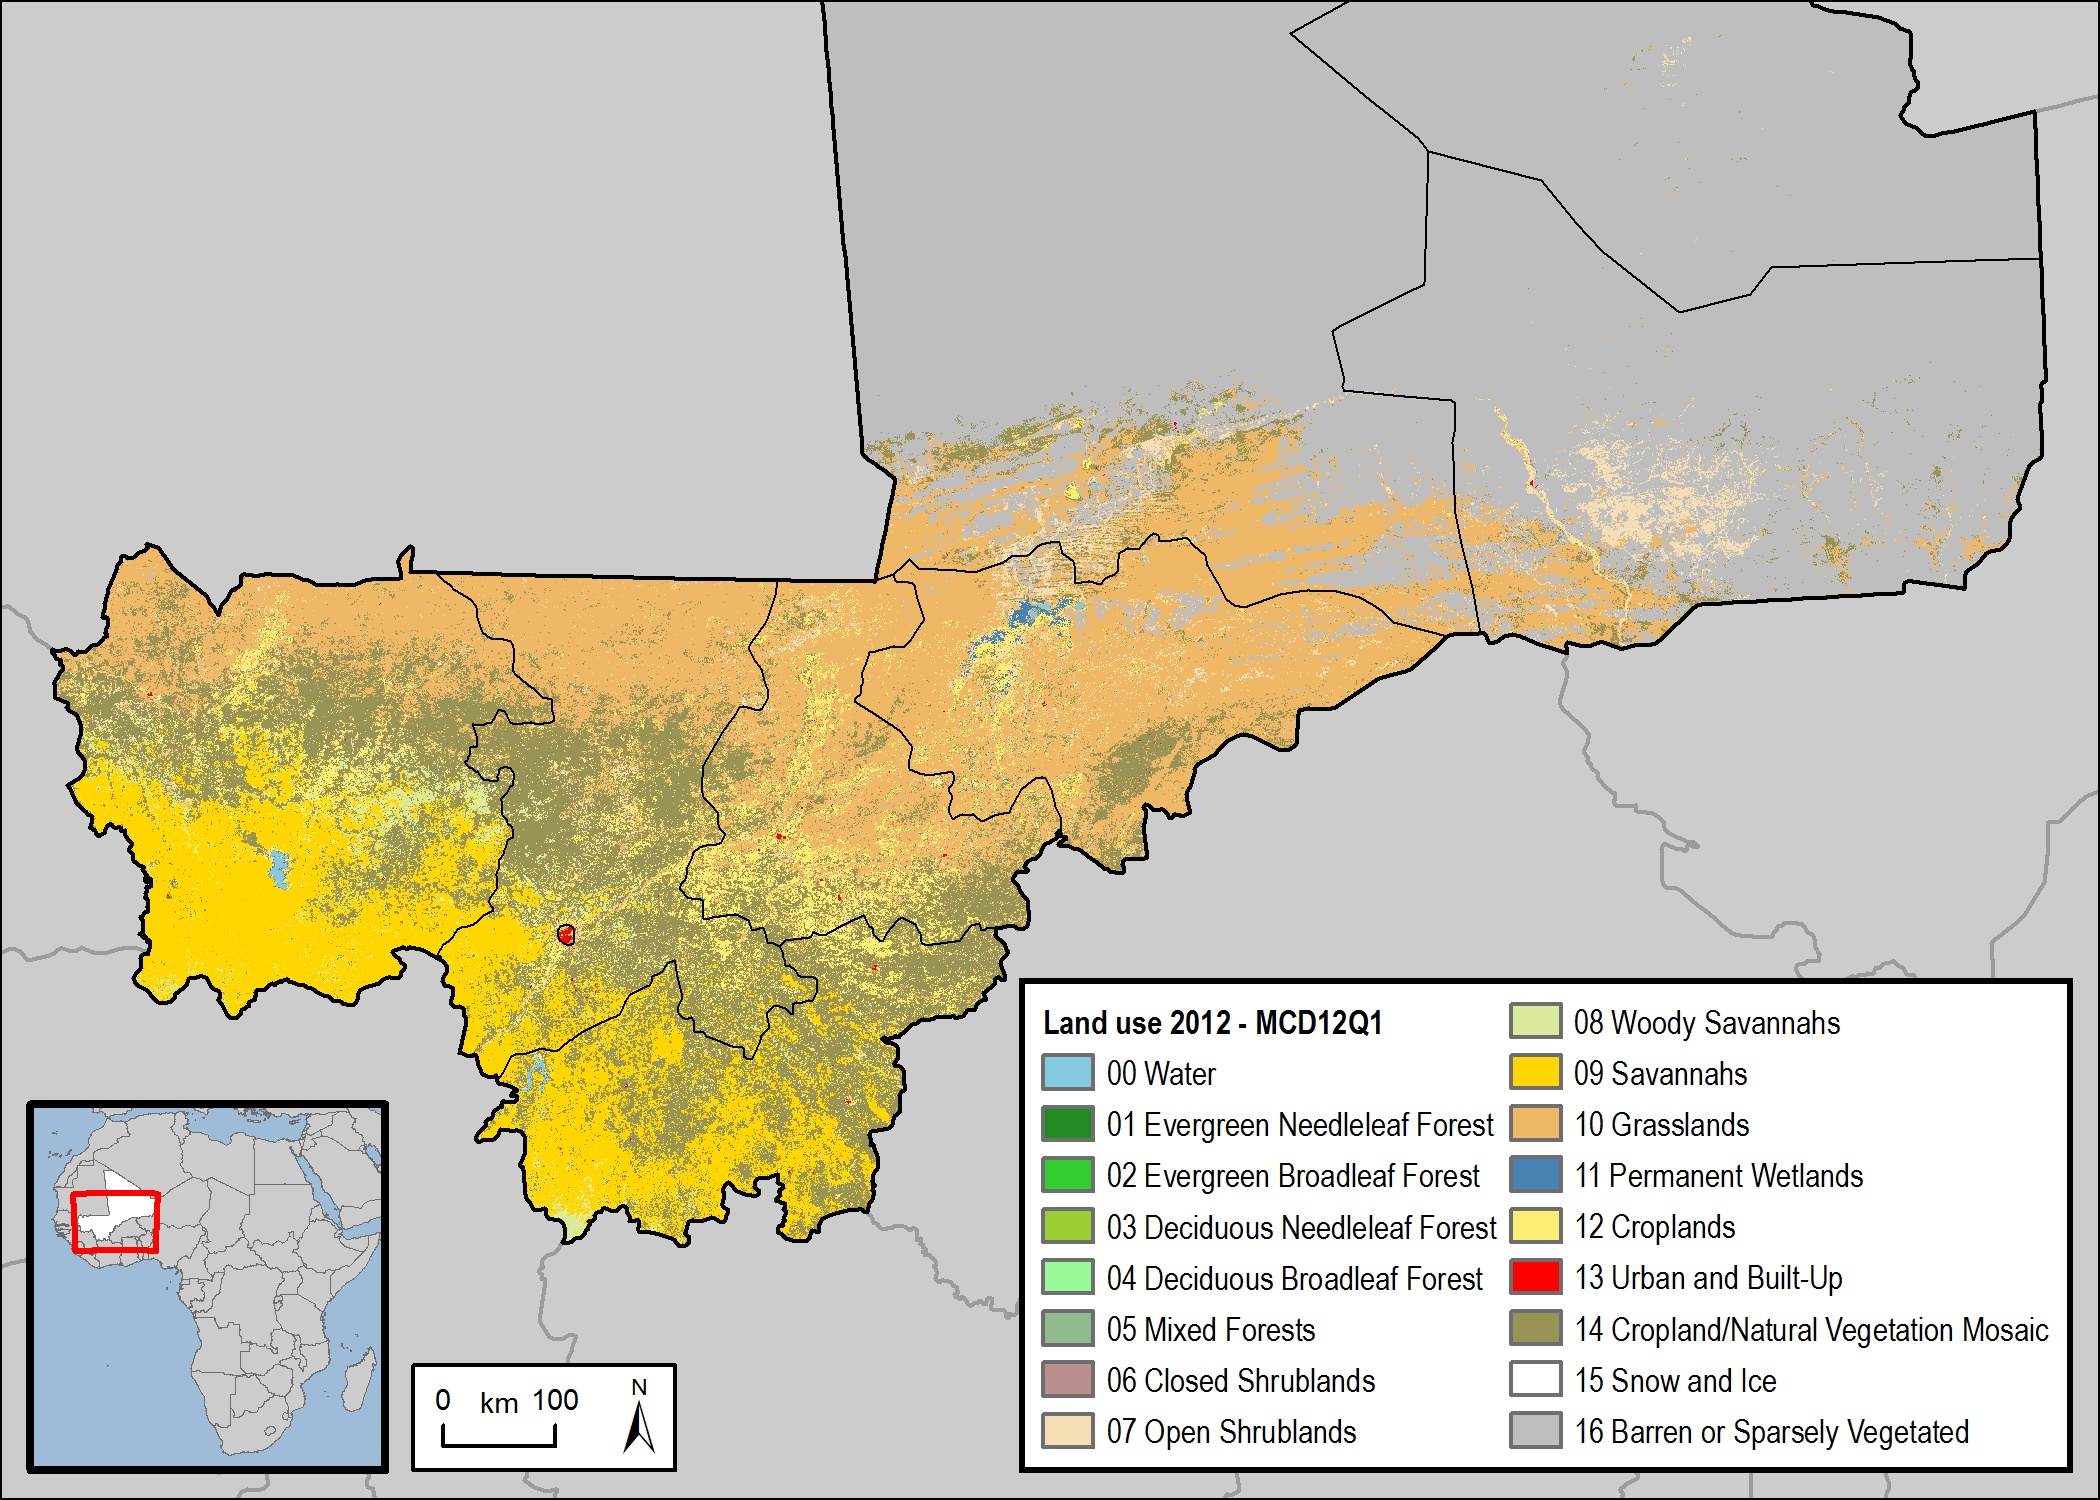 Land use 2012 - MCD12Q1
00 Water
01 Evergreen Needleleaf Forest
02 Evergreen Broadleaf Forest
03 Deciduous Needleleaf Forest
04 Deciduous Broadleaf Forest
05 Mixed Forests
06 Closed Shrublands
07 Open Shrublands
08 Woody Savannahs
09 Savannahs
10 Grasslands
11 Permanent Wetlands
12 Croplands
13 Urban and Built-Up
14 Cropland/Natural Vegetation Mosaic
15 Snow and Ice
16 Barren or Sparsely Vegetated
0 km 100
N